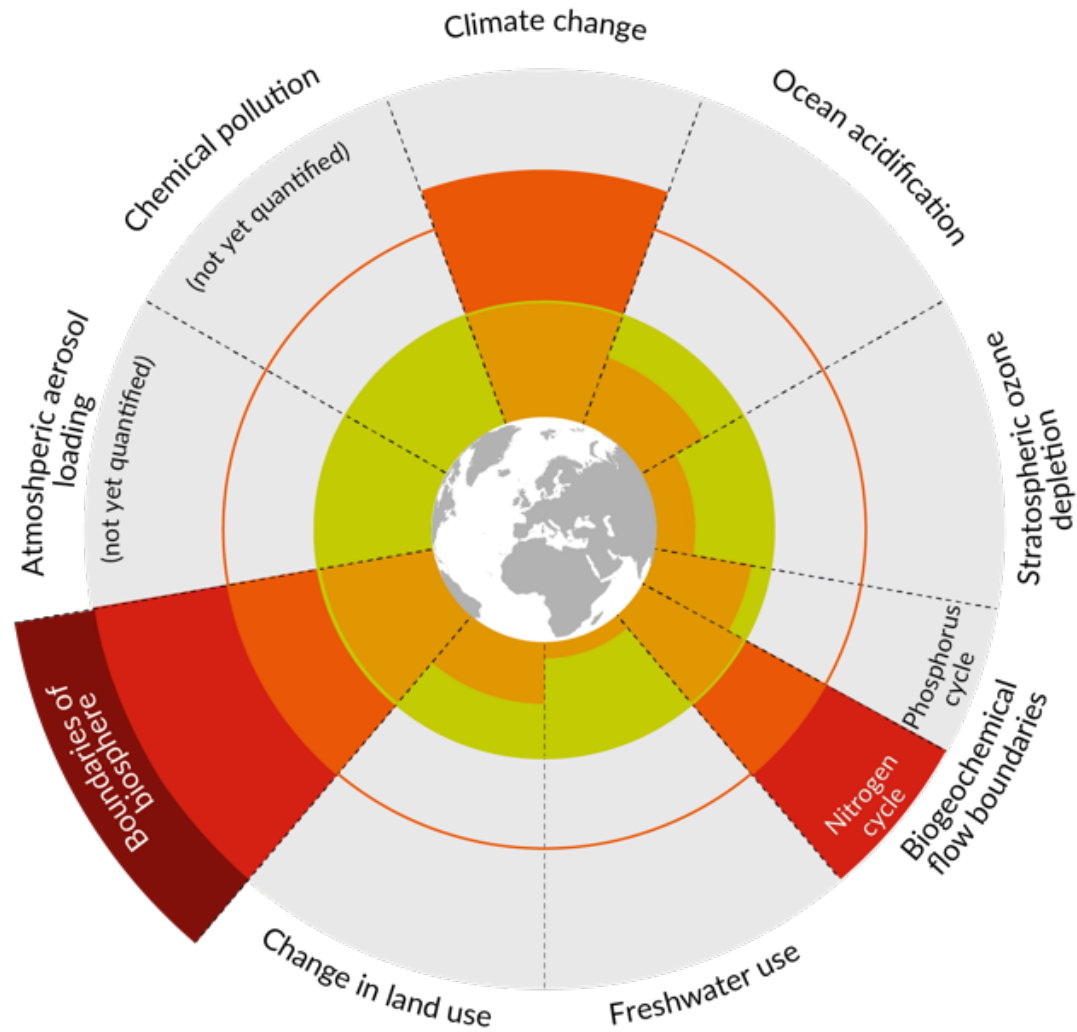 Climate change
Ocean acidification
Stratospheric ozone
depletion
Phosphorus
cycle
Biogeochemical
flow boundaries
Nitrogen
cycle
Freshwater use
Change in land use
Boundaries of
biosphere
Atmoshperic aerosol
loading
(not yet quantified)
Chemical pollution
(not yet quantified)